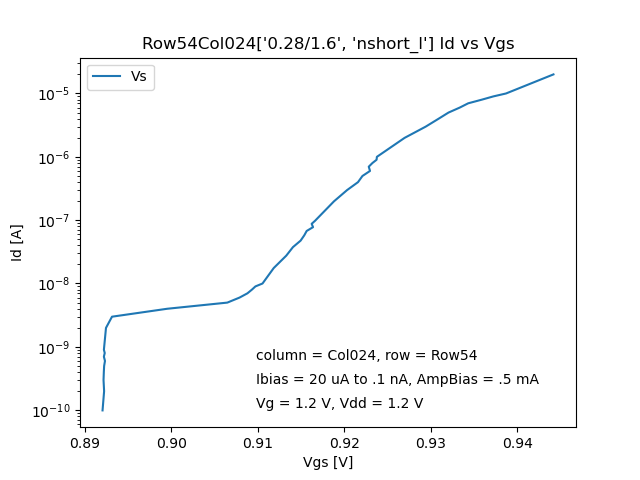 Row54Col024['0.28/1.6', 'nshort_l'] Id vs Vgs
Vs
10⁻⁵
10⁻⁶
10⁻⁷
10⁻⁸
10⁻⁹
10⁻¹⁰
Id [A]
column = Col024, row = Row54
Ibias = 20 uA to .1 nA, AmpBias = .5 mA
Vg = 1.2 V, Vdd = 1.2 V
0.89 0.90 0.91 0.92 0.93 0.94
Vgs [V]